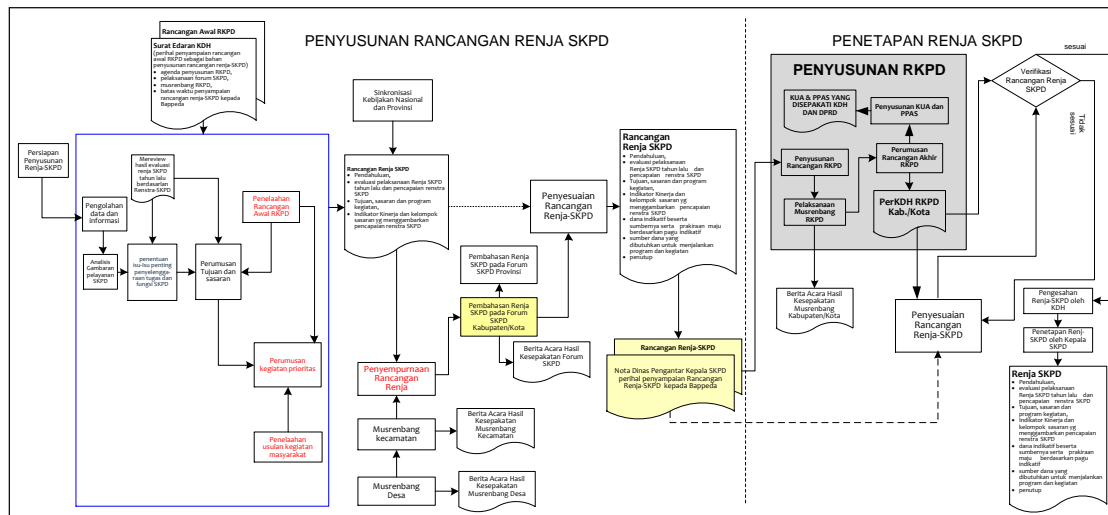 Rancangan Awal RKPD
Surat Edaran KDH
(perihal penyampaian rancangan
awal RKPD sebagai bahan
penyusunan rancangan renja-SKPD)
• agenda penyusunan RKPD,
• pelaksanaan forum SKPD,
• musrenbang RKPD,
• batas waktu penyampaian
rancangan renja-SKPD kepada
Bappeda
PENYUSUNAN RANCANGAN RENJA SKPD
Persiapan
Penyusunan
Renja-SKPD
Pengolahan
data dan
informasi
Analisis
Gambaran
pelayanan
SKPD
Mereview
hasil evaluasi
renja SKPD
tahun lalu
berdasarlan
Renstra-SKPD
penentuan
isu-isu penting
penyelengga-
raan tugas dan
fungsi SKPD
Penelaahan
Rancangan
Awal RKPD
Perumusan
Tujuan dan
sasaran
Perumusan
kegiatan prioritas
Penelaahan
usulan kegiatan
masyarakat
Sinkronisasi
Kebijakan Nasional
dan Provinsi
Rancangan Renja SKPD
• Pendahuluan,
• evaluasi pelaksanaan Renja SKPD
tahun lalu dan pencapaian renstra
SKPD
• Tujuan, sasaran dan program,
kegiatan,
• Indikator Kinerja dan kelompok
sasaran yg menggambarkan
pencapaian renstra SKPD
Penyempurnaan
Rancangan
Renja
Musrenbang
kecamatan
Musrenbang
Desa
Berita Acara Hasil
Kesepakatan
Musrenbang
Kecamatan
Berita Acara Hasil
Kesepakatan
Musrenbang Desa
Pembahasan Renja
SKPD pada Forum
SKPD Provinsi
Pembahasan Renja
SKPD pada Forum
SKPD
Kabupaten/Kota
Berita Acara Hasil
Kesepakatan Forum
SKPD
Penyesuaian
Rancangan
Renja-SKPD
Rancangan
Renja SKPD
• Pendahuluan,
• evaluasi pelaksanaan
Renja SKPD tahun lalu dan
pencapaian renstra SKPD
• Tujuan, sasaran dan program
kegiatan,
• Indikator Kinerja dan
kelompok sasaran yg
menggambarkan pencapaian
renstra SKPD
• dana indikatif beserta
sumbernya serta prakiraan maju
berdasarkan pagu indikatif
• sumber dana yang
dibutuhkan untuk menjalankan
program dan kegiatan
• penutup
Rancangan Renja-SKPD
Nota Dinas Pengantar Kepala SKPD
perihal penyampaian Rancangan
Renja-SKPD kepada Bappeda
PENETAPAN RENJA SKPD
PENYUSUNAN RKPD
KUA & PPAS YANG
DISEPAKATI KDH
DAN DPRD
Penyusunan KUA dan
PPAS
Penyusunan
Rancangan RKPD
Perumusan
Rancangan Akhir
RKPD
Pelaksanaan
Musrenbang
RKPD
PerKDH RKPD
Kab./Kota
Berita Acara Hasil
Kesepakatan
Musrenbang
Kabupaten/Kota
sesuai
Verifikasi
Rancangan Renja
SKPD
Tidak
sesuai
Penyesuaian
Rancangan
Renja-SKPD
Pengesahan
Renja-SKPD oleh
KDH
Penetapan Renj-
SKPD oleh Kepala
SKPD
Renja SKPD
• Pendahuluan,
• evaluasi pelaksanaan
Renja SKPD tahun lalu dan
pencapaian renstra SKPD
• Tujuan, sasaran dan
program kegiatan,
• Indikator Kinerja dan
kelompok sasaran yg
menggambarkan pencapaian
renstra SKPD
• dana indikatif beserta
sumbernya serta prakiraan
maju berdasarkan pagu
indikatif
• sumber dana yang
dibutuhkan untuk menjalankan
program dan kegiatan
• penutup